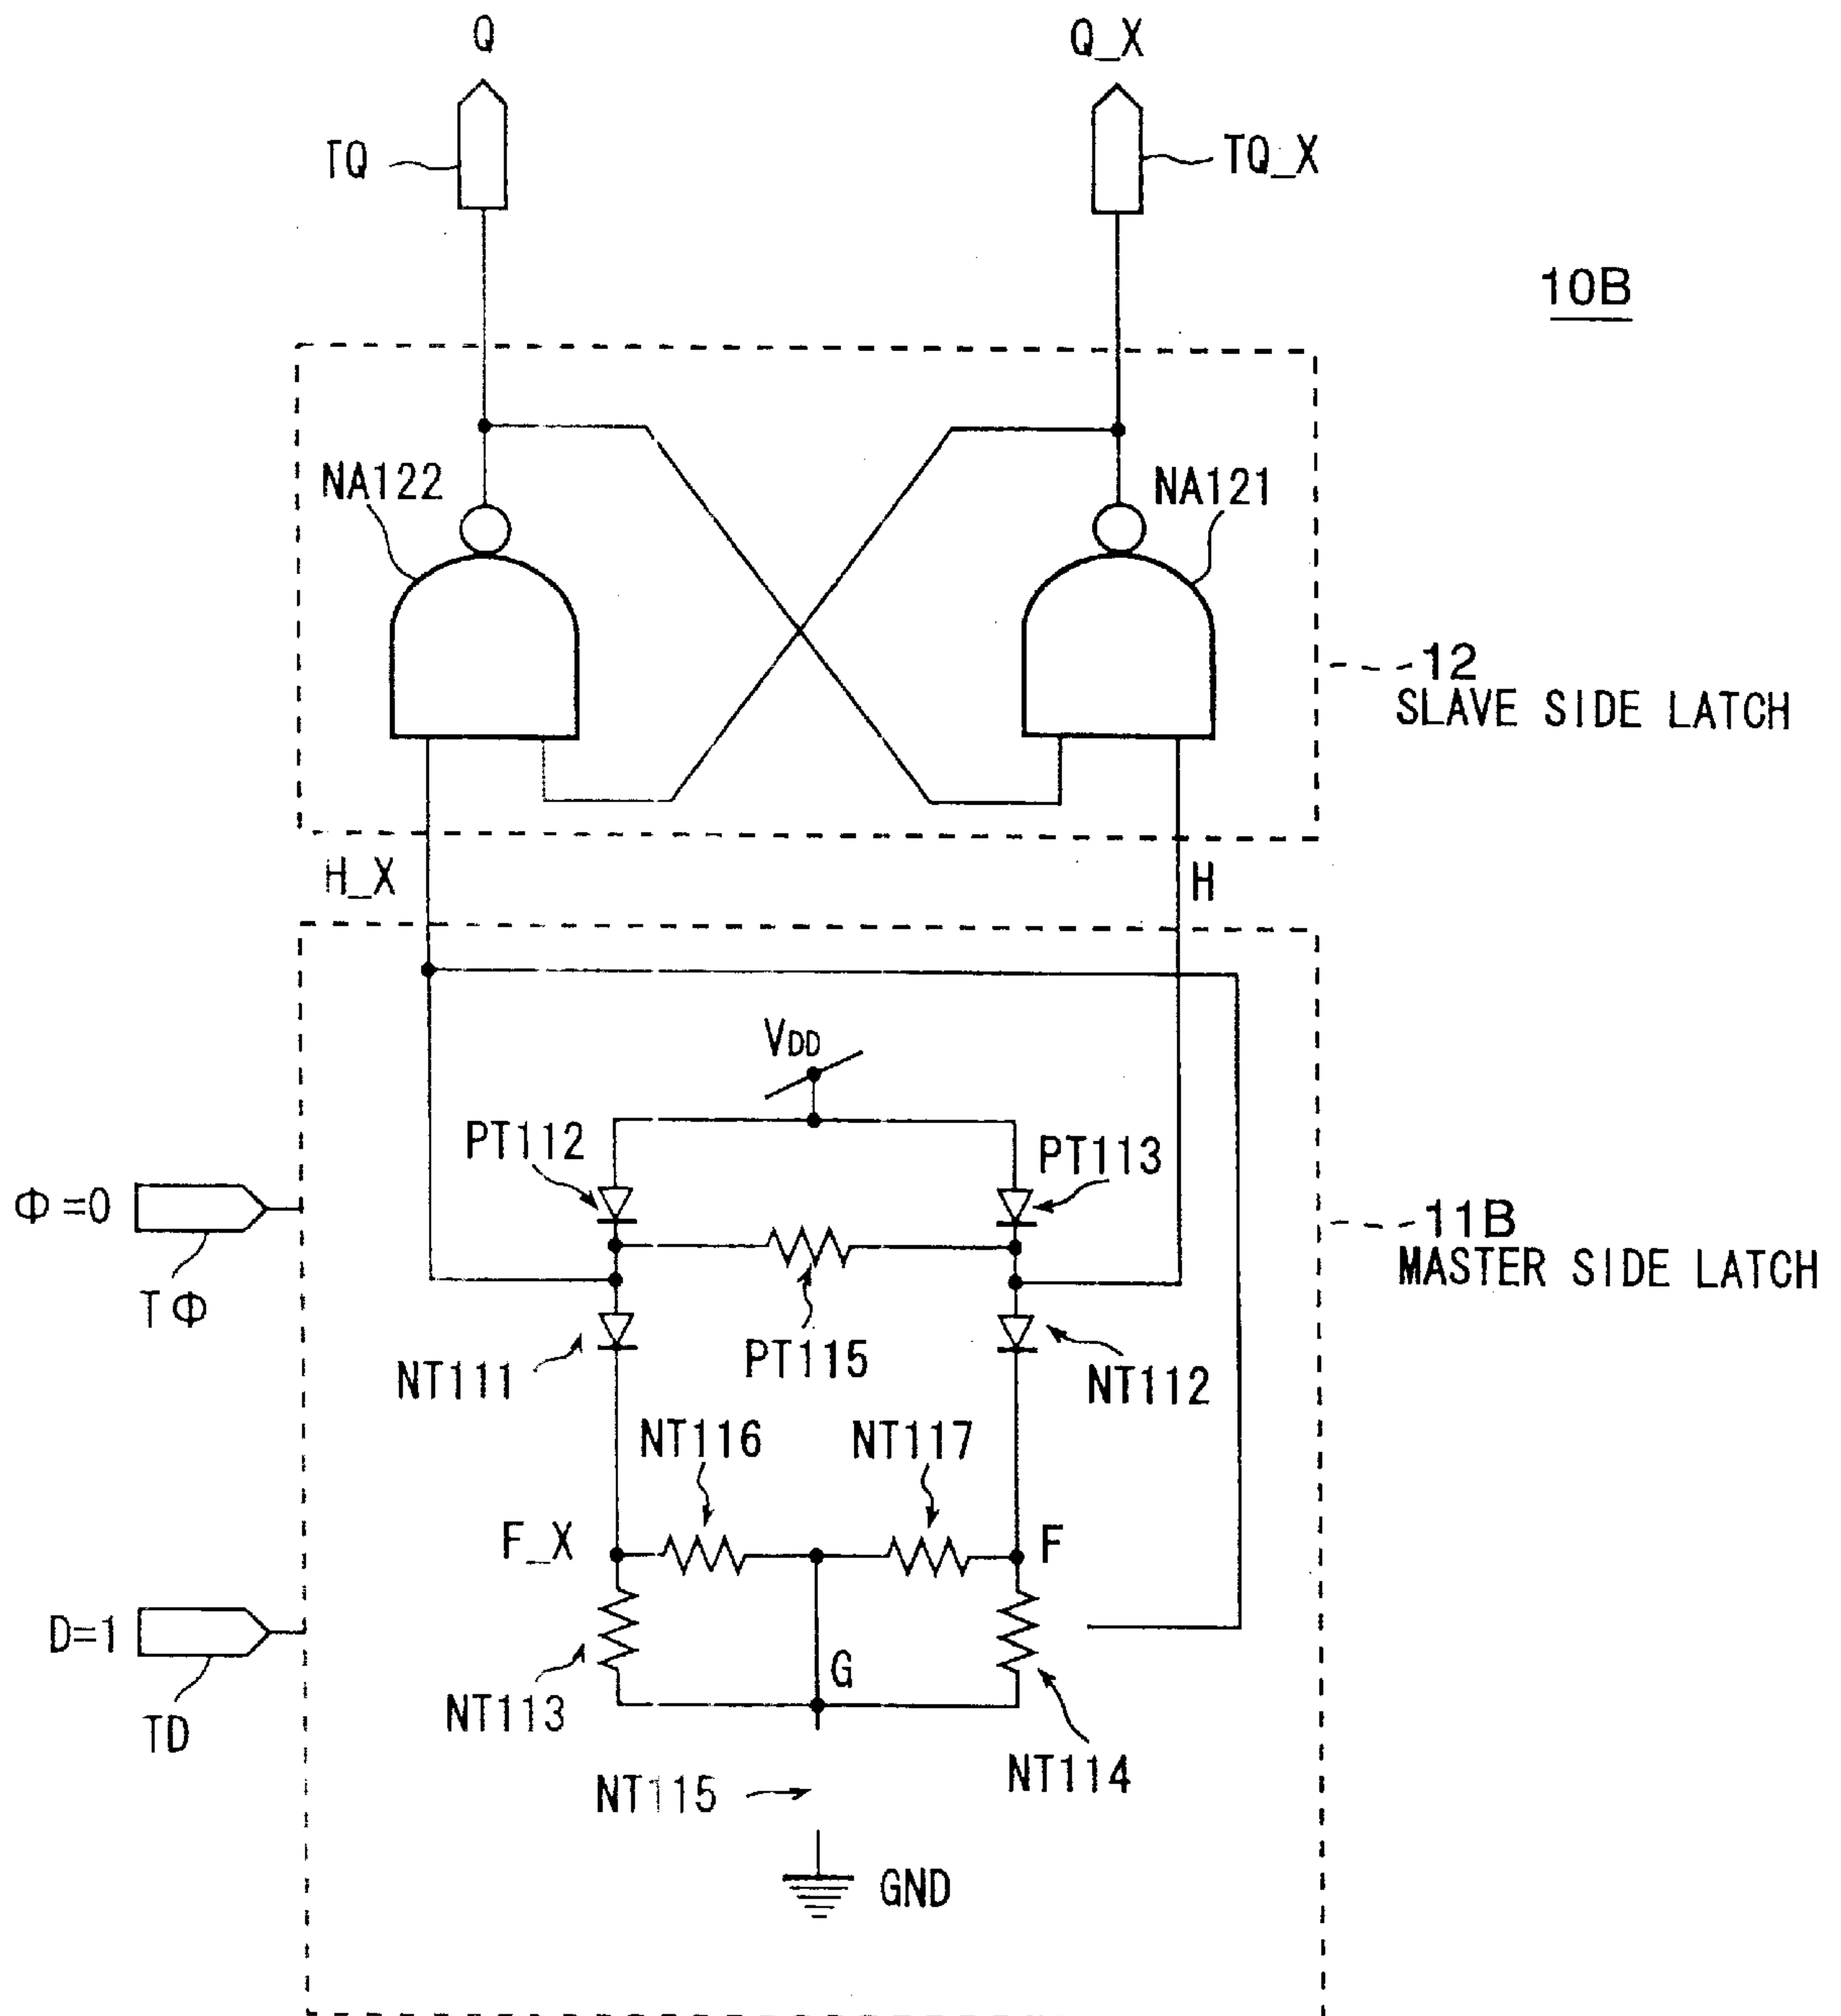 Q
Q_X
TQ
TQ_X
10B
NA122
NA121
12
SLAVE SIDE LATCH
H_X
H
VDD
PT112
PT113
Φ=0
TΦ
11B
MASTER SIDE LATCH
PT115
NT111
NT112
NT116
NT117
F_X
F
D=1
TD
G
NT113
NT114
NT115
GND